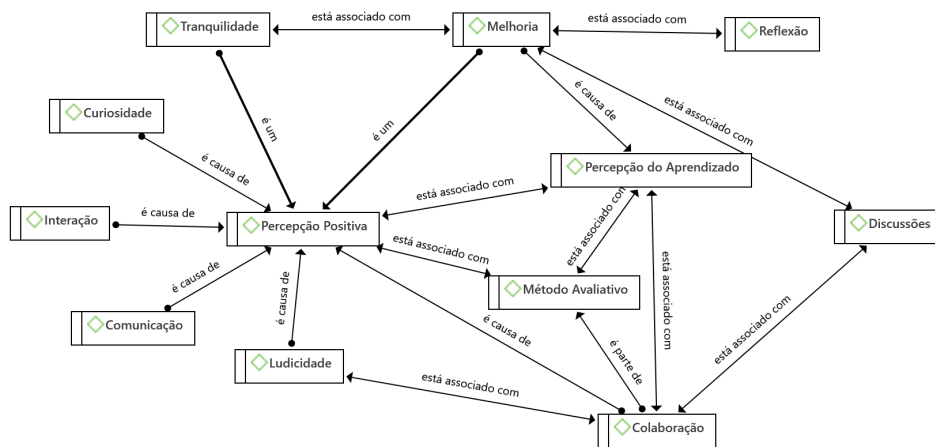 Tranquilidade
está associado com
Melhoria
está associado com
Reflexão
Curiosidade
é um
é um
é causa de
está associado com
é causa de
Percepção do Aprendizado
Interação
é causa de
Percepção Positiva
está associado com
está associado com
Discussões
está associado com
Método Avaliativo
está associado com
é causa de
Comunicação
é causa de
é causa de
é parte de
está associado com
Ludicidade
está associado com
Colaboração